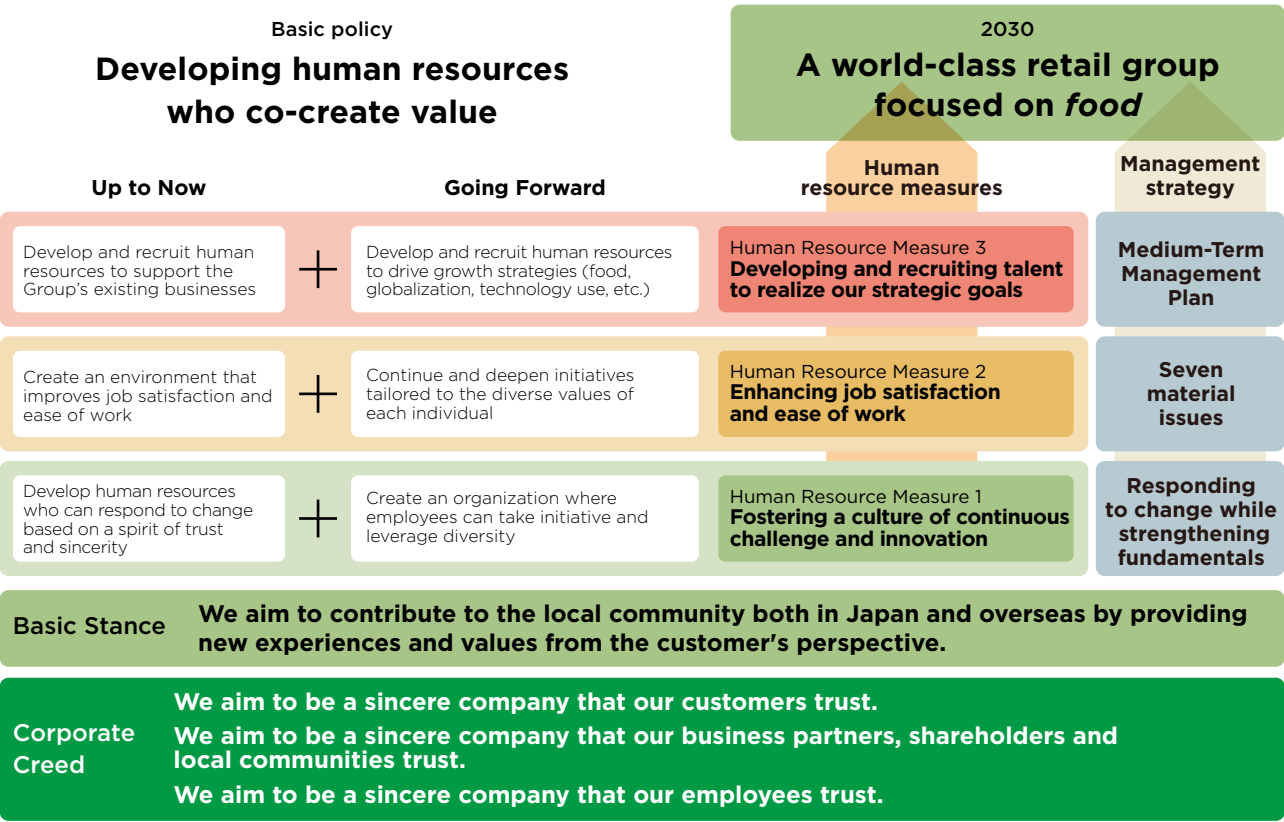 Basic policy
Developing human resources
who co-create value
2030
A world-class retail group
focused on food
Up to Now
Going Forward
Human
resource measures
Management
strategy
Develop and recruit human
resources to support the
Group's existing businesses
+
Develop and recruit human resources
to drive growth strategies (food,
globalization, technology use, etc.)
Human Resource Measure 3
Developing and recruiting talent
to realize our strategic goals
Medium-Term
Management
Plan
Create an environment that
improves job satisfaction and
ease of work
+
Continue and deepen initiatives
tailored to the diverse values of
each individual
Human Resource Measure 2
Enhancing job satisfaction
and ease of work
Seven
material
issues
Develop human resources
who can respond to change
based on a spirit of trust
and sincerity
+
Create an organization where
employees can take initiative and
leverage diversity
Human Resource Measure 1
Fostering a culture of continuous
challenge and innovation
Responding
to change while
strengthening
fundamentals
Basic Stance
We aim to contribute to the local community both in Japan and overseas by providing
new experiences and values from the customer's perspective.
Corporate
Creed
We aim to be a sincere company that our customers trust.
We aim to be a sincere company that our business partners, shareholders and
local communities trust.
We aim to be a sincere company that our employees trust.